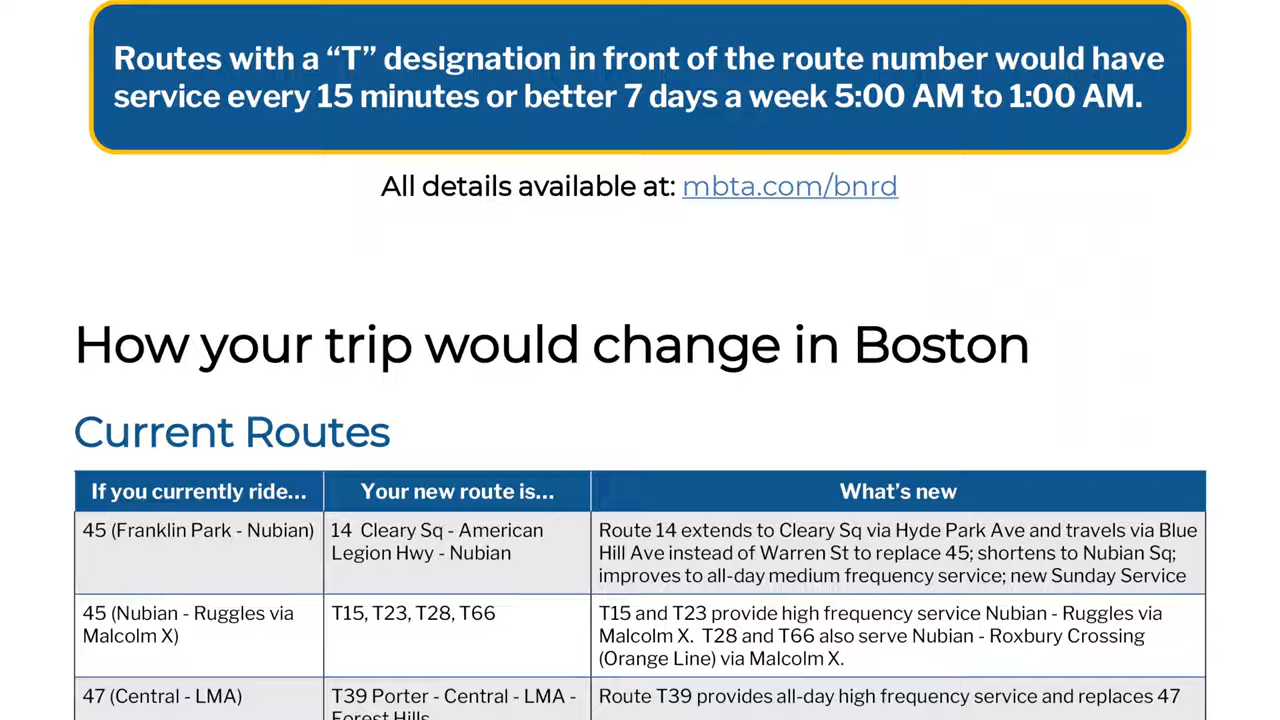 Routes with a “T” designation in front of the route number would have
service every 15 minutes or better 7 days a week 5:00 AM to 1:00 AM.
All details available at: mbta.com/bnrd
How your trip would change in Boston
Current Routes
If you currently ride...
Your new route is...
What’s new
45 (Franklin Park - Nubian)
14 Cleary Sq - American
Legion Hwy - Nubian
Route 14 extends to Cleary Sq via Hyde Park Ave and travels via Blue
Hill Ave instead of Warren St to replace 45; shortens to Nubian Sq;
improves to all-day medium frequency service; new Sunday Service
45 (Nubian - Ruggles via
Malcolm X)
T15, T23, T28, T66
T15 and T23 provide high frequency service Nubian - Ruggles via
Malcolm X. T28 and T66 also serve Nubian - Roxbury Crossing
(Orange Line) via Malcolm X.
47 (Central - LMA)
T39 Porter - Central - LMA -
Forest Hills
Route T39 provides all-day high frequency service and replaces 47